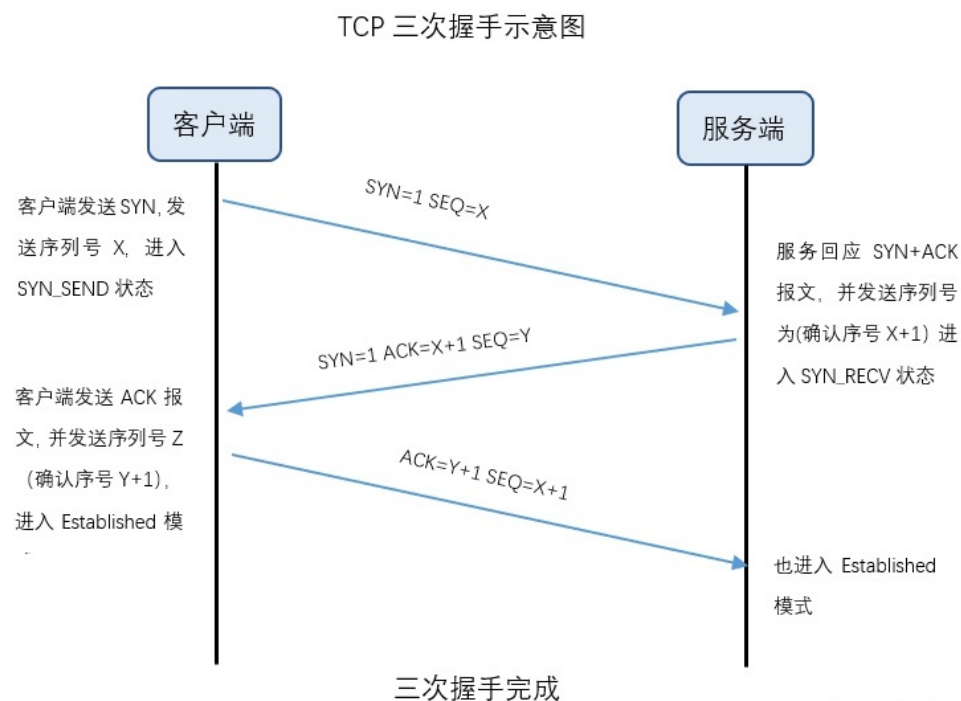 TCP 三次握手示意图
客户端
服务端
SYN=1 SEQ=X
客户端发送 SYN, 发
送序列号 X, 进入
SYN_SEND 状态
服务回应 SYN+ACK
报文, 并发送序列号
为(确认序号 X+1) 进
入 SYN_RECV 状态
SYN=1 ACK=X+1 SEQ=Y
客户端发送 ACK 报
文, 并发送序列号 Z
(确认序号 Y+1),
进入 Established 模
ACK=Y+1 SEQ=X+1
也进入 Established
模式
三次握手完成